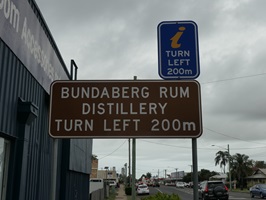 i
TURN
LEFT
200m
BUNDABERG RUM
DISTILLERY
TURN LEFT 200m